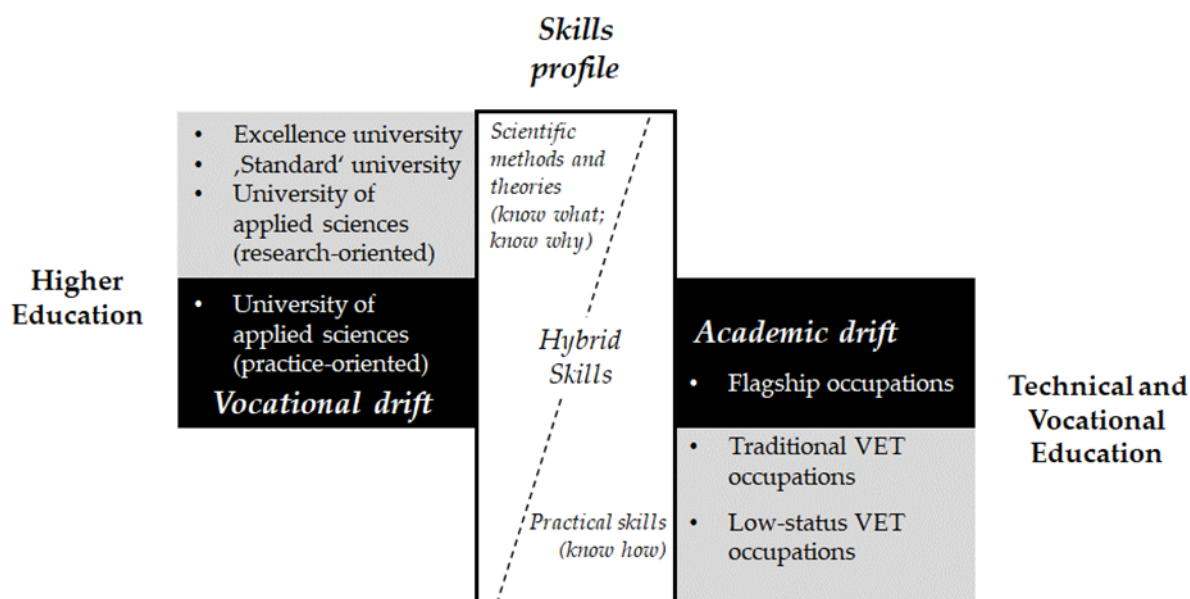 Skills
profile
• Excellence university
• ‚Standard‘ university
• University of
applied sciences
(research-oriented)
Scientific
methods and
theories
(know what;
know why)
Higher
Education
• University of
applied sciences
(practice-oriented)
Vocational drift
Hybrid
Skills
Academic drift
• Flagship occupations
Technical and
Vocational
Education
• Traditional VET
occupations
• Low-status VET
occupations
Practical skills
(know how)